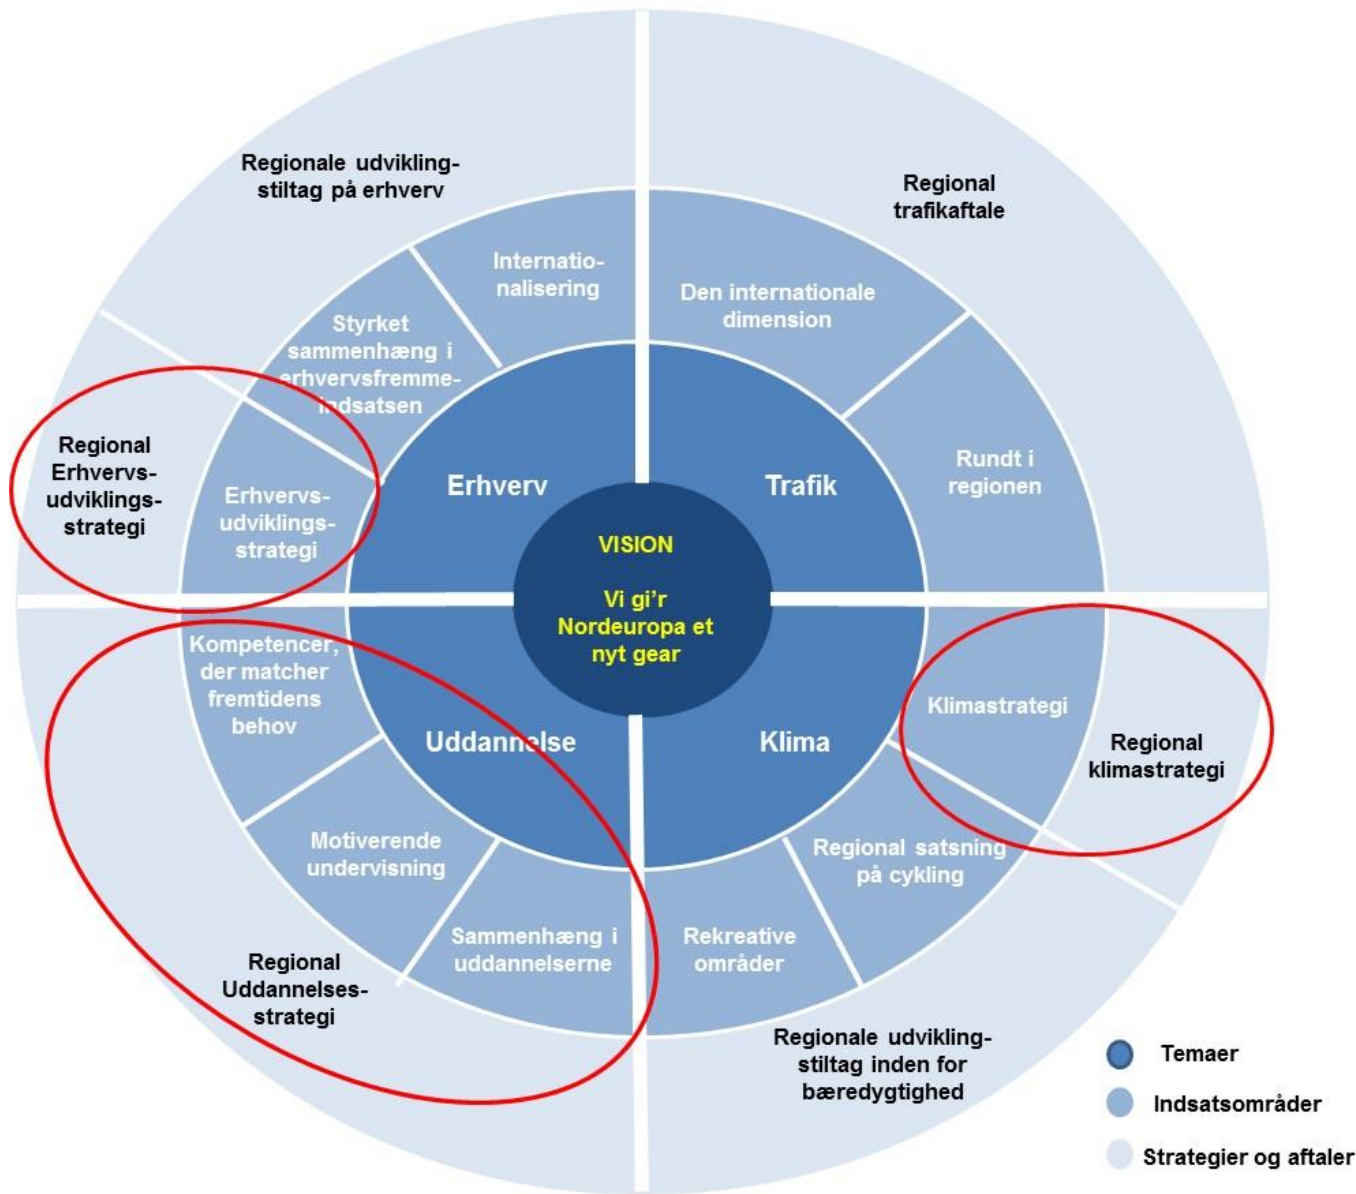 Regionale udvikling-
stiltag på erhverv
Regional
trafikaftale
Internatio-
nalisering
Den internationale
dimension
Styrket
sammenhæng i
erhvervsfremme-
indsatsen
Rundt i
regionen
Regional
Erhvervs-
udviklings-
strategi
Erhvervs-
udviklings-
strategi
Erhverv
Trafik
VISION
Vi gi’r
Nordeuropa et
nyt gear
Kompetencer,
der matcher
fremtidens
behov
Uddannelse
Klima
Klimastrategi
Regional
klimastrategi
Motiverende
undervisning
Regional satsning
på cykling
Sammenhæng i
uddannelserne
Rekreative
områder
Regional
Uddannelses-
strategi
Regionale udvikling-
stiltag inden for
bæredygtighed
Temaer
Indsatsområder
Strategier og aftaler